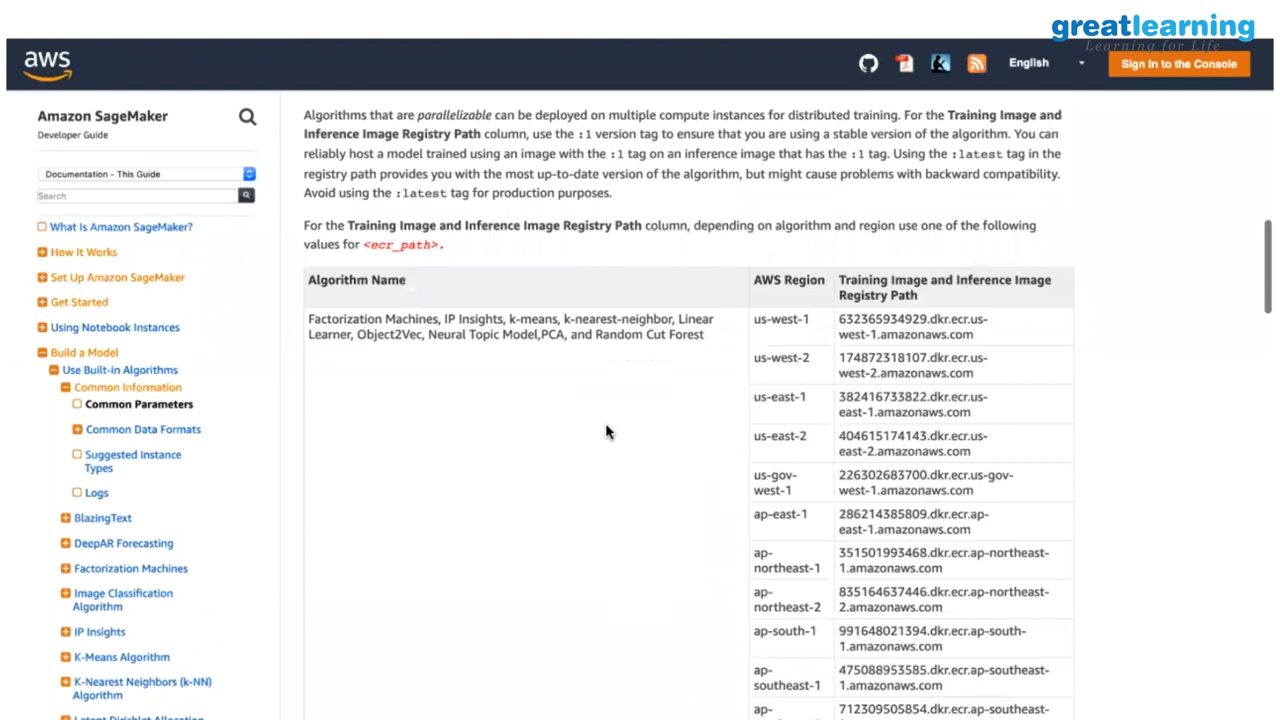 greatlearning
Learning for Life
aws
English
Sign In to the Console
Amazon SageMaker
Developer Guide
Documentation - This Guide
Search
What Is Amazon SageMaker?
How It Works
Set Up Amazon SageMaker
Get Started
Using Notebook Instances
Build a Model
Use Built-in Algorithms
Common Information
Common Parameters
Common Data Formats
Suggested Instance
Types
Logs
BlazingText
DeepAR Forecasting
Factorization Machines
Image Classification
Algorithm
IP Insights
K-Means Algorithm
K-Nearest Neighbors (k-NN)
Algorithm
Latent Dirichlet Allocation
Algorithms that are parallelizable can be deployed on multiple compute instances for distributed training. For the Training Image and
Inference Image Registry Path column, use the :1 version tag to ensure that you are using a stable version of the algorithm. You can
reliably host a model trained using an image with the :1 tag on an inference image that has the :1 tag. Using the :latest tag in the
registry path provides you with the most up-to-date version of the algorithm, but might cause problems with backward compatibility.
Avoid using the :latest tag for production purposes.
For the Training Image and Inference Image Registry Path column, depending on algorithm and region use one of the following
values for <ecr_path>.
Algorithm Name
AWS Region
Training Image and Inference Image
Registry Path
Factorization Machines, IP Insights, k-means, k-nearest-neighbor, Linear
Learner, Object2Vec, Neural Topic Model,PCA, and Random Cut Forest
us-west-1
632365934929.dkr.ecr.us-
west-1.amazonaws.com
us-west-2
174872318107.dkr.ecr.us-
west-2.amazonaws.com
us-east-1
382416733822.dkr.ecr.us-
east-1.amazonaws.com
us-east-2
404615174143.dkr.ecr.us-
east-2.amazonaws.com
us-gov-
west-1
226302683700.dkr.ecr.us-gov-
west-1.amazonaws.com
ap-east-1
286214385809.dkr.ecr.ap-
east-1.amazonaws.com
ap-
northeast-1
351501993468.dkr.ecr.ap-northeast-
1.amazonaws.com
ap-
northeast-2
835164637446.dkr.ecr.ap-northeast-
2.amazonaws.com
ap-south-1
991648021394.dkr.ecr.ap-south-
1.amazonaws.com
ap-
southeast-1
475088953585.dkr.ecr.ap-southeast-
1.amazonaws.com
ap-
712309505854.dkr.ecr.ap-southeast-